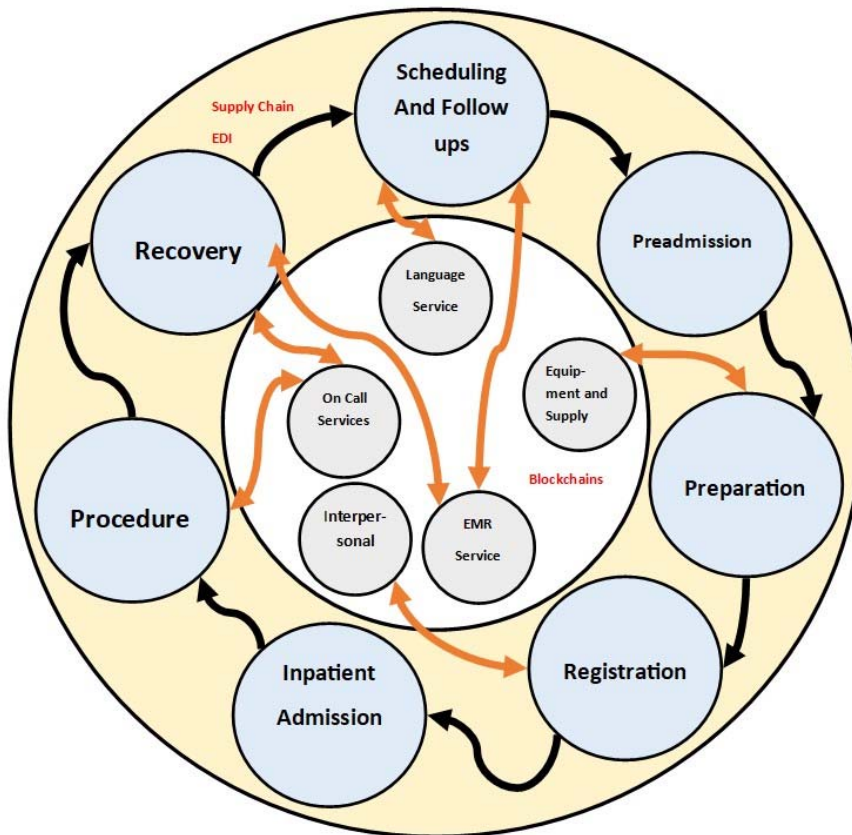 Scheduling
And Follow
ups
Supply Chain
EDI
Recovery
Preadmission
Language
Service
Equip-
ment and
Supply
On Call
Services
Blockchains
Preparation
Procedure
Interper-
sonal
EMR
Service
Inpatient
Admission
Registration